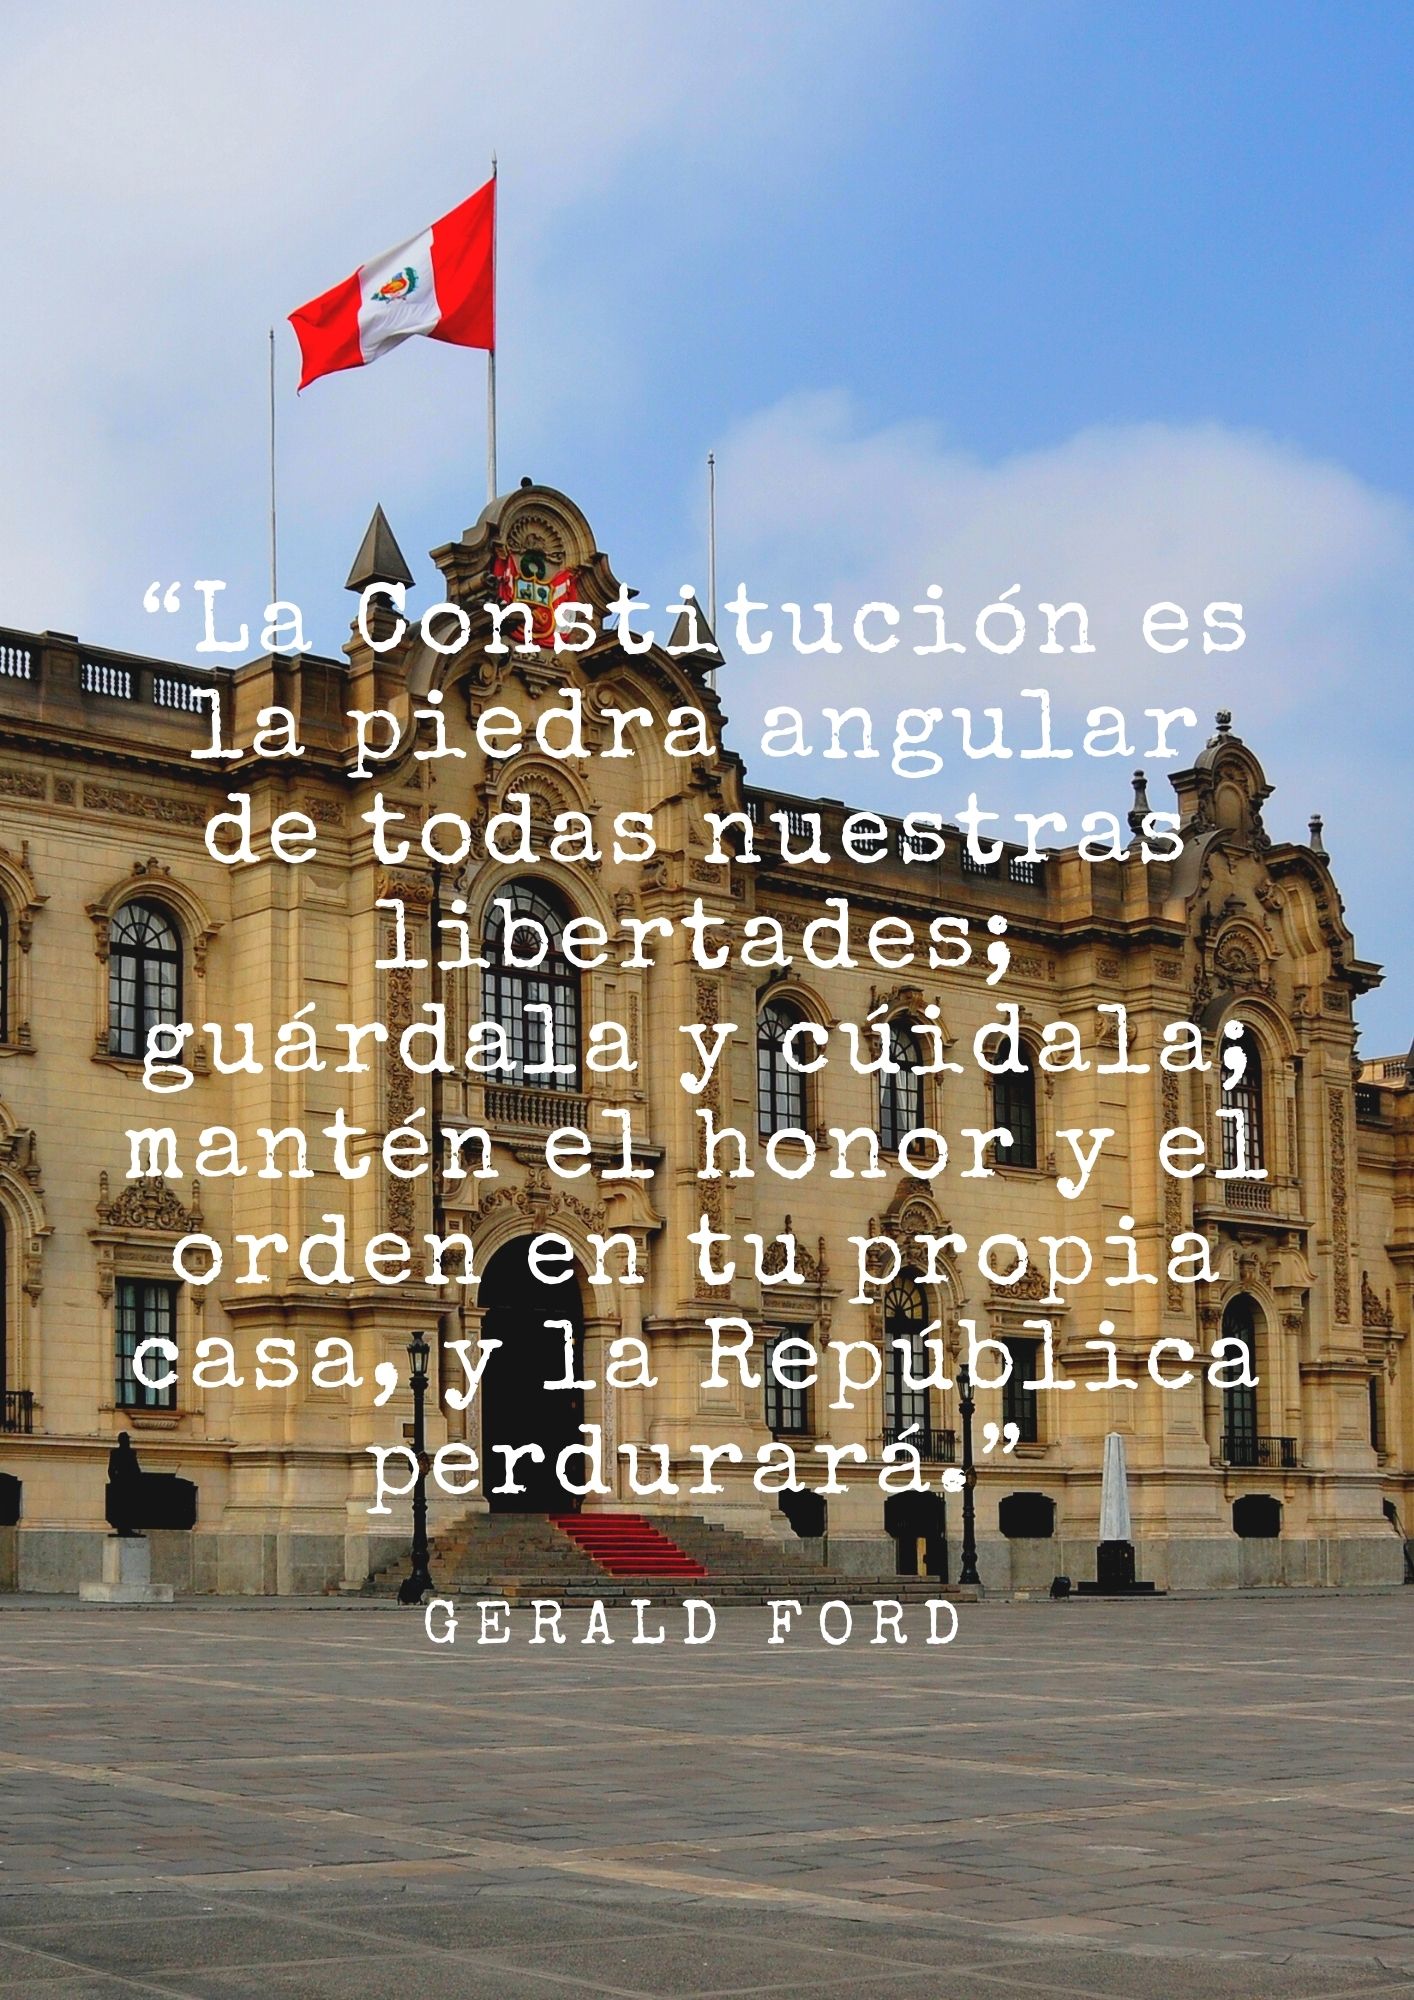 “La Constitución es
la piedra angular
de todas nuestras
libertades;
guárdala y cúidala;
mantén el honor y el
orden en tu propia
casa, y la República
perdurará.”
GERALD FORD